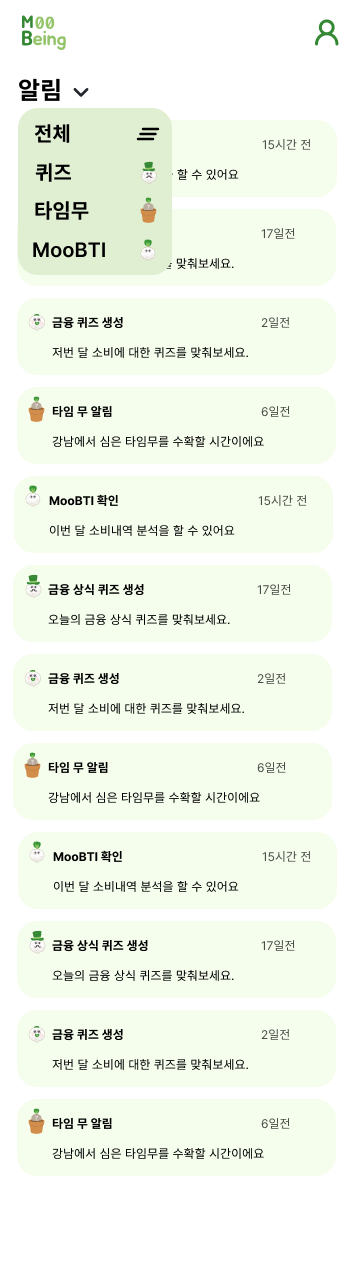 Moo
Being
알림
전체
퀴즈
타임무
MooBTI
15시간 전
할 수 있어요
17일전
맞춰보세요.
금융 퀴즈 생성
2일전
저번 달 소비에 대한 퀴즈를 맞춰보세요.
타임 무 알림
6일전
강남에서 심은 타임무를 수확할 시간이에요
MooBTI 확인
15시간 전
이번 달 소비내역 분석을 할 수 있어요
금융 상식 퀴즈 생성
17일전
오늘의 금융 상식 퀴즈를 맞춰보세요.
금융 퀴즈 생성
2일전
저번 달 소비에 대한 퀴즈를 맞춰보세요.
타임 무 알림
6일전
강남에서 심은 타임무를 수확할 시간이에요
MooBTI 확인
15시간 전
이번 달 소비내역 분석을 할 수 있어요
금융 상식 퀴즈 생성
17일전
오늘의 금융 상식 퀴즈를 맞춰보세요.
금융 퀴즈 생성
2일전
저번 달 소비에 대한 퀴즈를 맞춰보세요.
타임 무 알림
6일전
강남에서 심은 타임무를 수확할 시간이에요